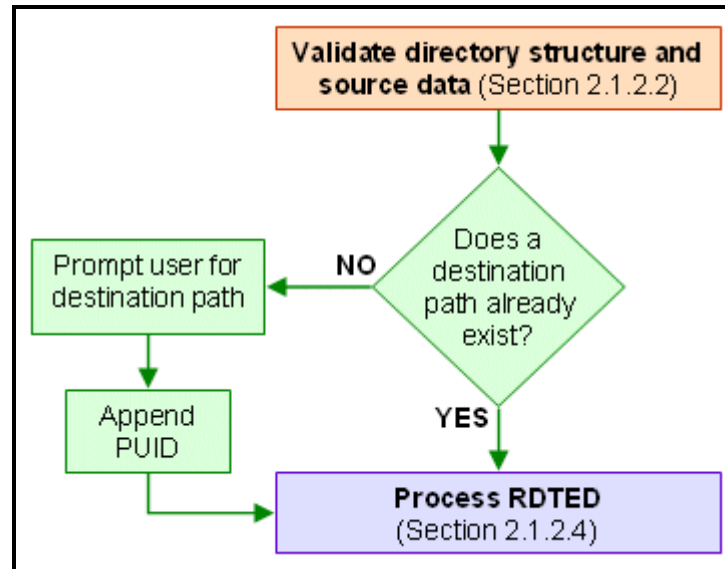 Validate directory structure and
source data (Section 2.1.2.2)
Does a
destination
path already
exist?
NO
Prompt user for
destination path
Append
PUID
YES
Process RDTED
(Section 2.1.2.4)